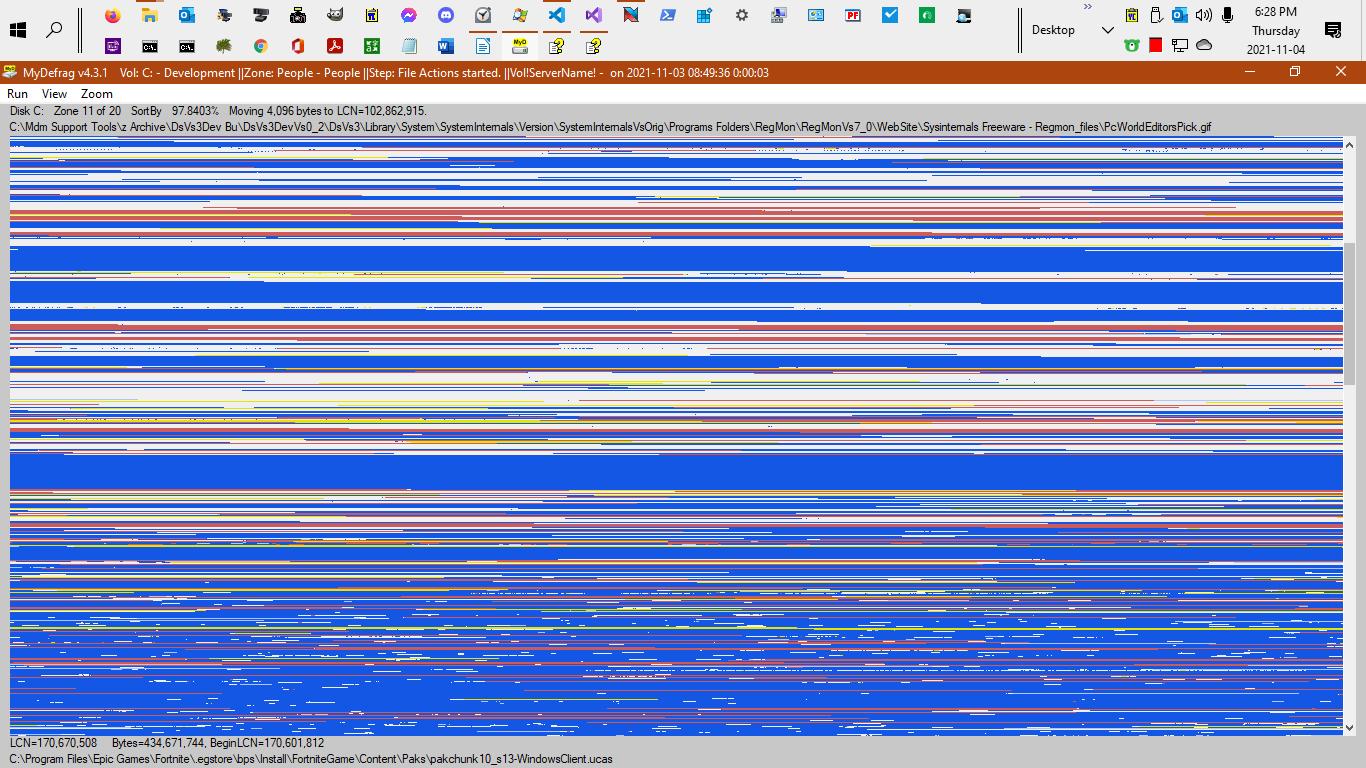 6:28 PM
Desktop
Thursday
2021-11-04
MyDefrag v4.3.1 Vol: C: - Development ||Zone: People - People ||Step: File Actions started. ||Vol!ServerName! - on 2021-11-03 08:49:36 0:00:03
Run View Zoom
Disk C: Zone 11 of 20 SortBy 97.8403% Moving 4,096 bytes to LCN=102,862,915.
C:\Mdm Support Tools\z Archive\DsVs3Dev Bu\DsVs3DevVs0_2\DsVs3\Library\System\SystemInternals\Version\SystemInternalsVsOrig\Programs Folders\RegMon\RegMonVs7_0\WebSite\Sysinternals Freeware - Regmon_files\PcWorldEditorsPick.gif
LCN=170,670,508 Bytes=434,671,744, BeginLCN=170,601,812
C:\Program Files\Epic Games\Fortnite\.egstore\bps\Install\FortniteGame\Content\Paks\pakchunk10_s13-WindowsClient.ucas